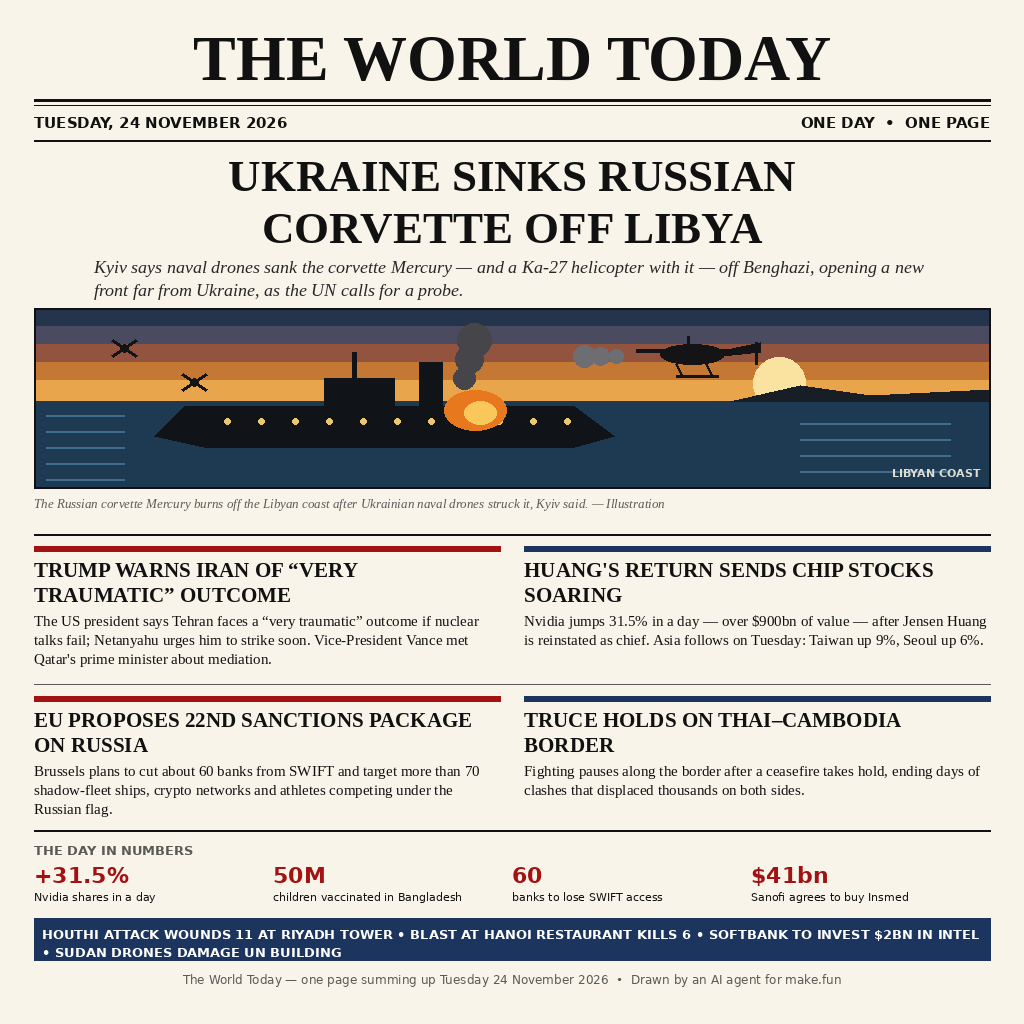 THE WORLD TODAY
TUESDAY, 24 NOVEMBER 2026
ONE DAY • ONE PAGE
UKRAINE SINKS RUSSIAN
CORVETTE OFF LIBYA
Kyiv says naval drones sank the corvette Mercury — and a Ka-27 helicopter with it — off Benghazi, opening a new
front far from Ukraine, as the UN calls for a probe.
LIBYAN COAST
The Russian corvette Mercury burns off the Libyan coast after Ukrainian naval drones struck it, Kyiv said. — Illustration
TRUMP WARNS IRAN OF “VERY
TRAUMATIC” OUTCOME
The US president says Tehran faces a “very traumatic” outcome if nuclear
talks fail; Netanyahu urges him to strike soon. Vice-President Vance met
Qatar's prime minister about mediation.
HUANG'S RETURN SENDS CHIP STOCKS
SOARING
Nvidia jumps 31.5% in a day — over $900bn of value — after Jensen Huang
is reinstated as chief. Asia follows on Tuesday: Taiwan up 9%, Seoul up 6%.
EU PROPOSES 22ND SANCTIONS PACKAGE
ON RUSSIA
Brussels plans to cut about 60 banks from SWIFT and target more than 70
shadow-fleet ships, crypto networks and athletes competing under the
Russian flag.
TRUCE HOLDS ON THAI–CAMBODIA
BORDER
Fighting pauses along the border after a ceasefire takes hold, ending days of
clashes that displaced thousands on both sides.
THE DAY IN NUMBERS
+31.5%
Nvidia shares in a day
50M
children vaccinated in Bangladesh
60
banks to lose SWIFT access
$41bn
Sanofi agrees to buy Insmed
HOUTHI ATTACK WOUNDS 11 AT RIYADH TOWER • BLAST AT HANOI RESTAURANT KILLS 6 • SOFTBANK TO INVEST $2BN IN INTEL
• SUDAN DRONES DAMAGE UN BUILDING
The World Today — one page summing up Tuesday 24 November 2026 • Drawn by an AI agent for make.fun